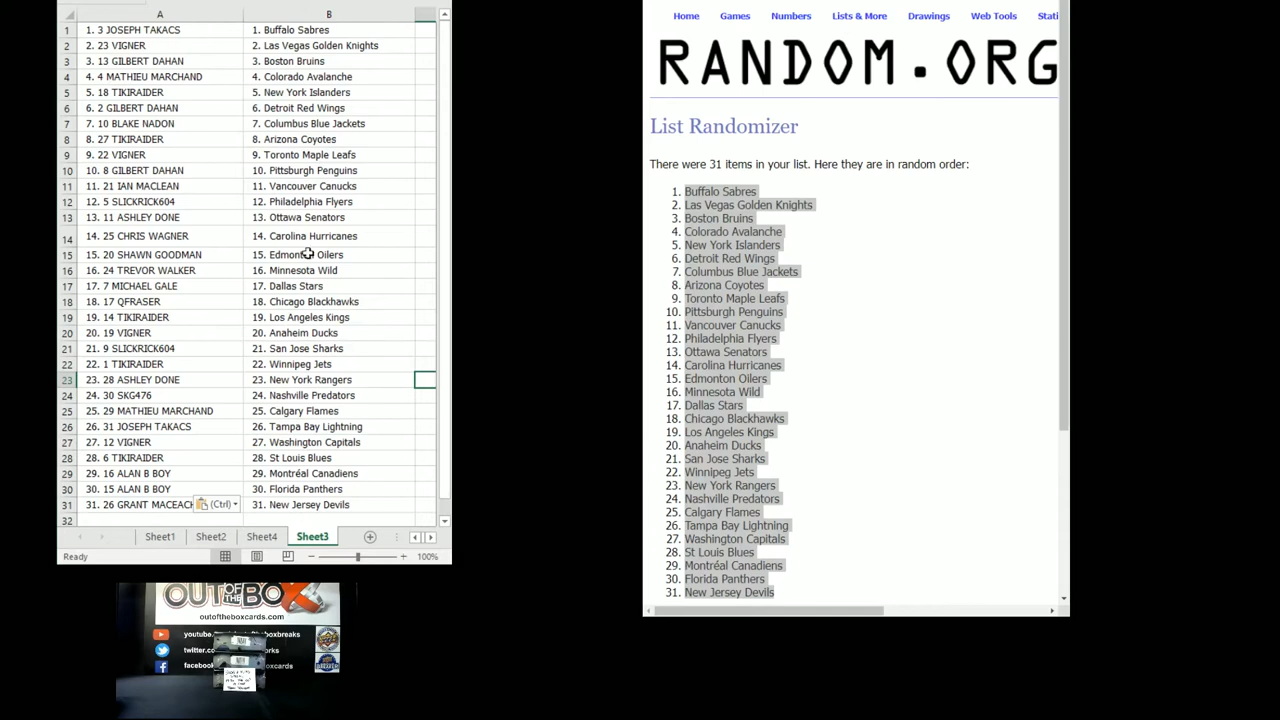 A B
1 1. 3 JOSEPH TAKACS 1. Buffalo Sabres
2 2. 23 VIGNER 2. Las Vegas Golden Knights
3 3. 13 GILBERT DAHAN 3. Boston Bruins
4 4. 4 MATHIEU MARCHAND 4. Colorado Avalanche
5 5. 18 TIKIRAIDER 5. New York Islanders
6 6. 2 GILBERT DAHAN 6. Detroit Red Wings
7 7. 10 BLAKE NADON 7. Columbus Blue Jackets
8 8. 27 TIKIRAIDER 8. Arizona Coyotes
9 9. 22 VIGNER 9. Toronto Maple Leafs
10 10. 8 GILBERT DAHAN 10. Pittsburgh Penguins
11 11. 21 IAN MACLEAN 11. Vancouver Canucks
12 12. 5 SLICKRICK604 12. Philadelphia Flyers
13 13. 11 ASHLEY DONE 13. Ottawa Senators
14 14. 25 CHRIS WAGNER 14. Carolina Hurricanes
15 15. 20 SHAWN GOODMAN 15. Edmonton Oilers
16 16. 24 TREVOR WALKER 16. Minnesota Wild
17 17. 7 MICHAEL GALE 17. Dallas Stars
18 18. 17 QFRASER 18. Chicago Blackhawks
19 19. 14 TIKIRAIDER 19. Los Angeles Kings
20 20. 19 VIGNER 20. Anaheim Ducks
21 21. 9 SLICKRICK604 21. San Jose Sharks
22 22. 1 TIKIRAIDER 22. Winnipeg Jets
23 23. 28 ASHLEY DONE 23. New York Rangers
24 24. 30 SKG476 24. Nashville Predators
25 25. 29 MATHIEU MARCHAND 25. Calgary Flames
26 26. 31 JOSEPH TAKACS 26. Tampa Bay Lightning
27 27. 12 VIGNER 27. Washington Capitals
28 28. 6 TIKIRAIDER 28. St Louis Blues
29 29. 16 ALAN B BOY 29. Montréal Canadiens
30 30. 15 ALAN B BOY 30. Florida Panthers
31 31. 26 GRANT MACEACH (Ctrl) 31. New Jersey Devils
32
Sheet1 Sheet2 Sheet4 Sheet3
Ready 100%
OUT OF THE BOX
outoftheboxcards.com
youtube.
twitter.
facebook
Home Games Numbers Lists & More Drawings Web Tools Stati
RANDOM.ORG
List Randomizer
There were 31 items in your list. Here they are in random order:
1. Buffalo Sabres
2. Las Vegas Golden Knights
3. Boston Bruins
4. Colorado Avalanche
5. New York Islanders
6. Detroit Red Wings
7. Columbus Blue Jackets
8. Arizona Coyotes
9. Toronto Maple Leafs
10. Pittsburgh Penguins
11. Vancouver Canucks
12. Philadelphia Flyers
13. Ottawa Senators
14. Carolina Hurricanes
15. Edmonton Oilers
16. Minnesota Wild
17. Dallas Stars
18. Chicago Blackhawks
19. Los Angeles Kings
20. Anaheim Ducks
21. San Jose Sharks
22. Winnipeg Jets
23. New York Rangers
24. Nashville Predators
25. Calgary Flames
26. Tampa Bay Lightning
27. Washington Capitals
28. St Louis Blues
29. Montréal Canadiens
30. Florida Panthers
31. New Jersey Devils